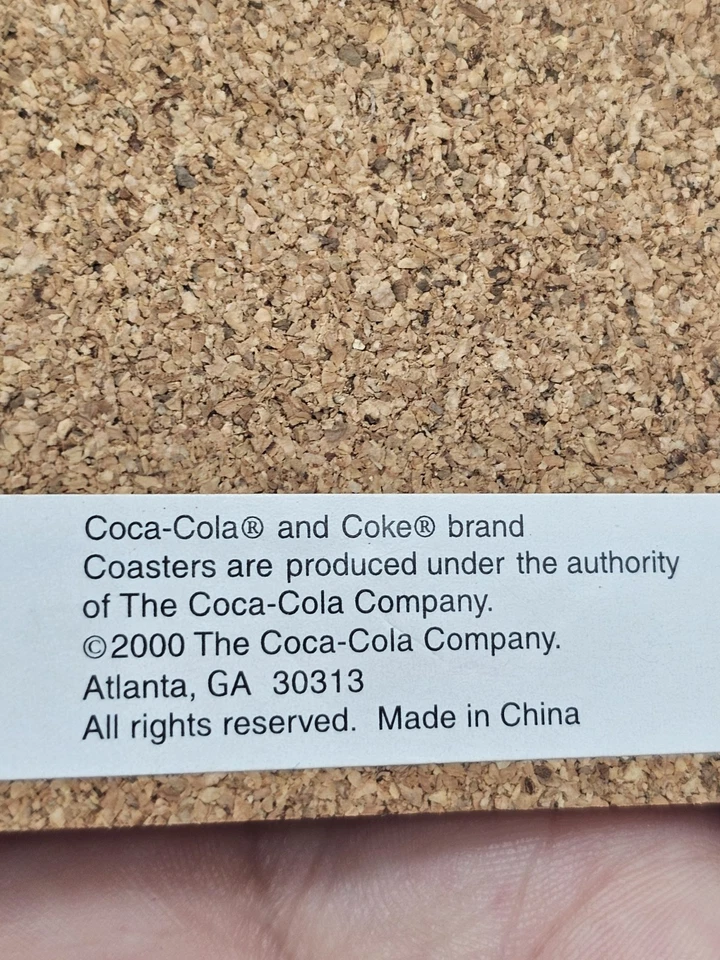 Coca-Cola® and Coke® brand
Coasters are produced under the authority
of The Coca-Cola Company.
©2000 The Coca-Cola Company.
Atlanta, GA  30313
All rights reserved.  Made in China